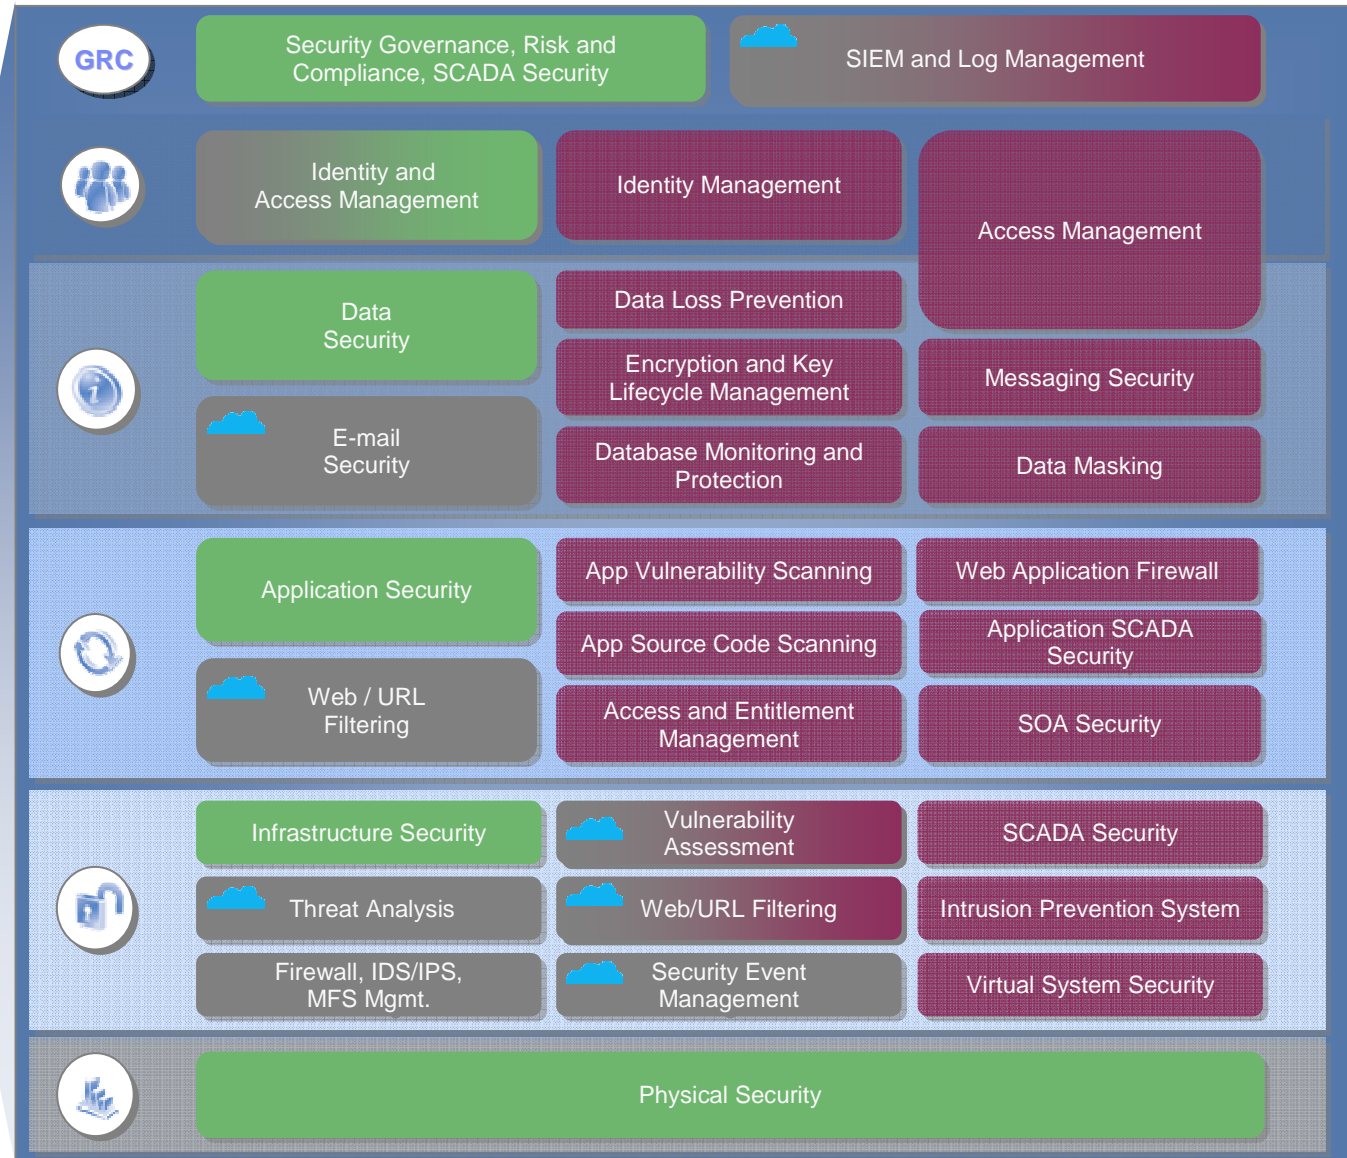 GRC
Security Governance, Risk and
Compliance, SCADA Security
SIEM and Log Management
Identity and
Access Management
Identity Management
Access Management
Data
Security
Data Loss Prevention
Encryption and Key
Lifecycle Management
Messaging Security
E-mail
Security
Database Monitoring and
Protection
Data Masking
Application Security
App Vulnerability Scanning
Web Application Firewall
App Source Code Scanning
Application SCADA
Security
Web / URL
Filtering
Access and Entitlement
Management
SOA Security
Infrastructure Security
Vulnerability
Assessment
SCADA Security
Threat Analysis
Web/URL Filtering
Intrusion Prevention System
Firewall, IDS/IPS,
MFS Mgmt.
Security Event
Management
Virtual System Security
Physical Security